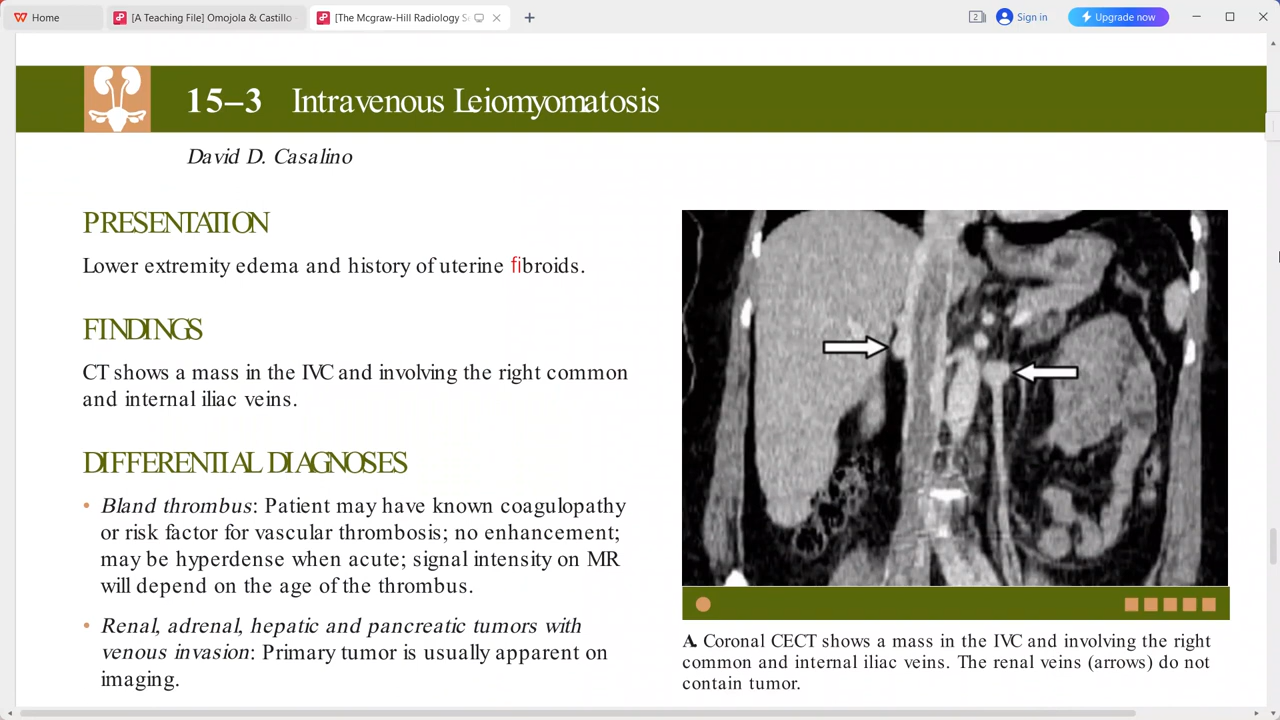 Home
[A Teaching File] Omojola & Castillo
[The Mcgraw-Hill Radiology S
2
Sign in
Upgrade now
15–3 Intravenous Leiomyomatosis
David D. Casalino
PRESENTATION
Lower extremity edema and history of uterine fibroids.
FINDINGS
CT shows a mass in the IVC and involving the right common
and internal iliac veins.
DIFFERENTIAL DIAGNOSES
• Bland thrombus: Patient may have known coagulopathy
or risk factor for vascular thrombosis; no enhancement;
may be hyperdense when acute; signal intensity on MR
will depend on the age of the thrombus.
• Renal, adrenal, hepatic and pancreatic tumors with
venous invasion: Primary tumor is usually apparent on
imaging.
A. Coronal CECT shows a mass in the IVC and involving the right
common and internal iliac veins. The renal veins (arrows) do not
contain tumor.